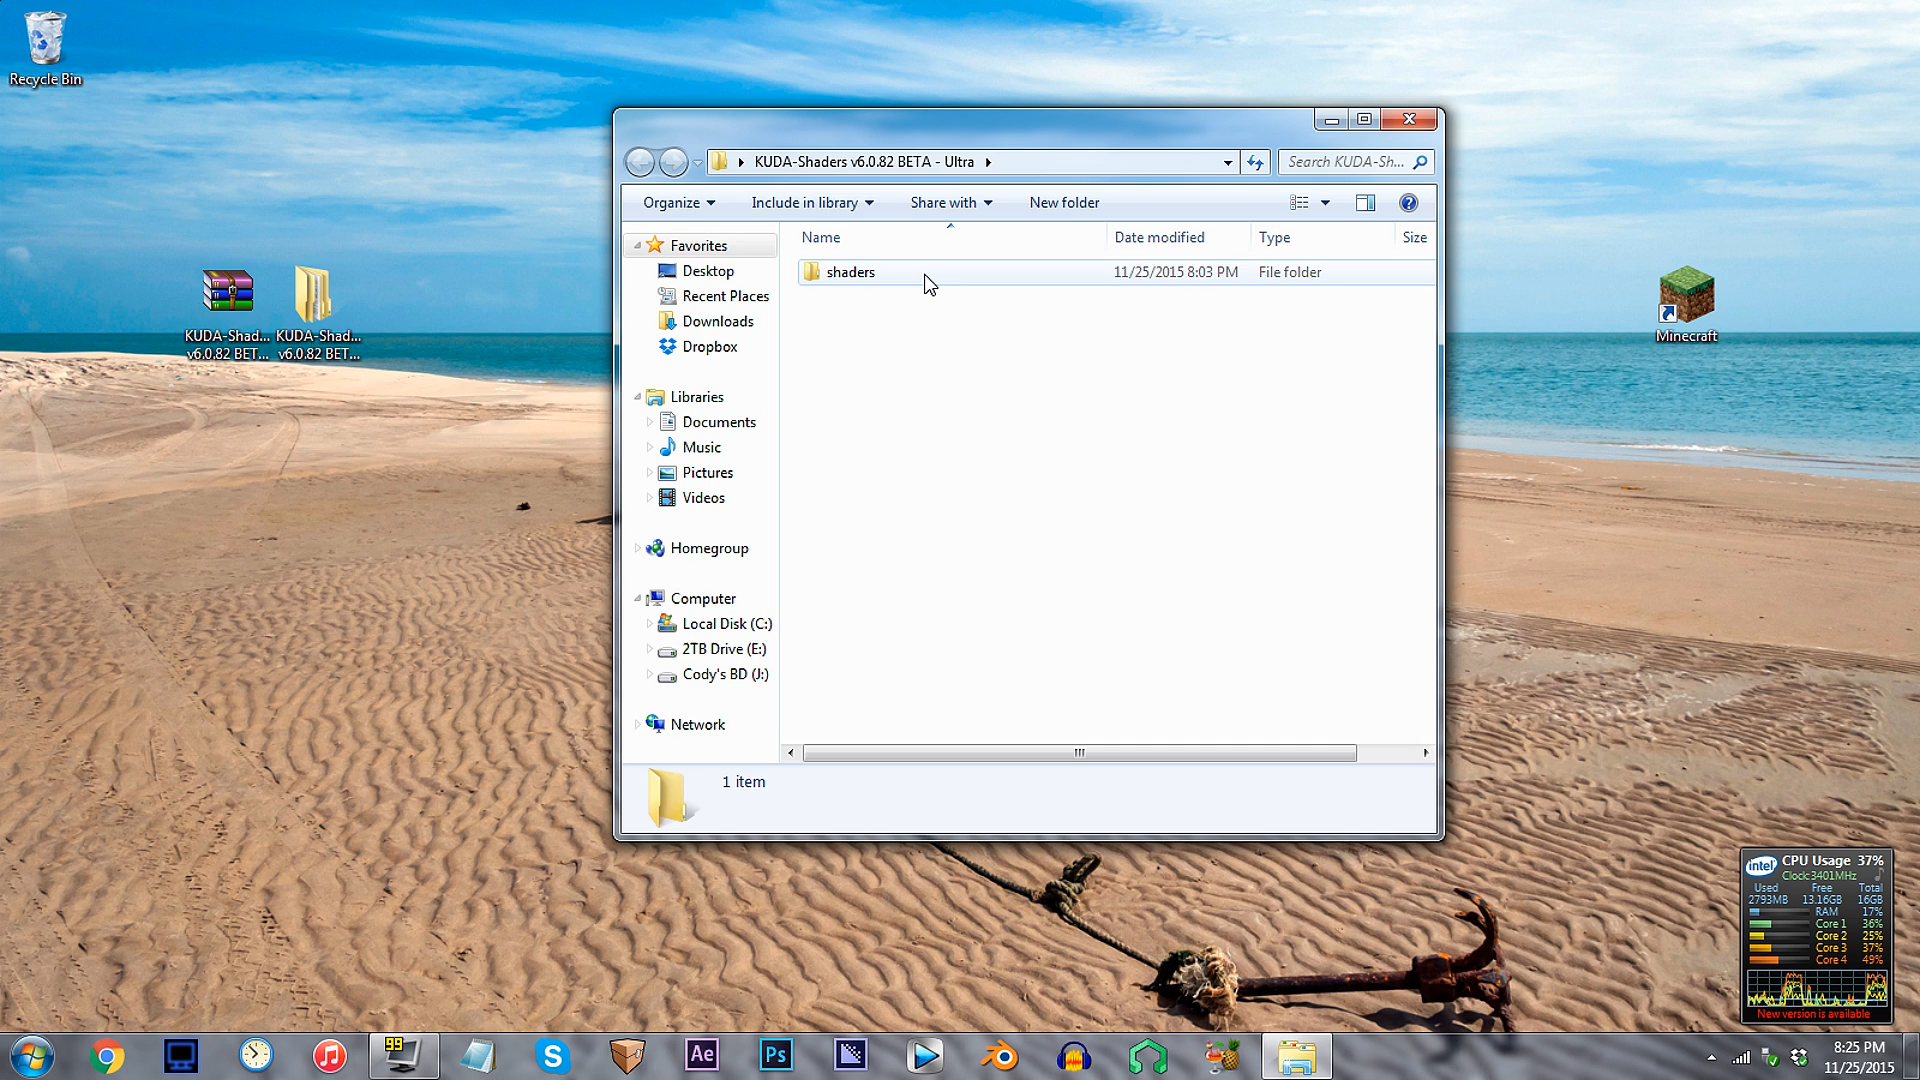 Recycle Bin
KUDA-Shad... v6.0.82 BET...
KUDA-Shad... v6.0.82 BET...
Minecraft
KUDA-Shaders v6.0.82 BETA - Ultra
Search KUDA-Sh...
Organize
Include in library
Share with
New folder
Name
Date modified
Type
Size
shaders
11/25/2015 8:03 PM
File folder
Favorites
Desktop
Recent Places
Downloads
Dropbox
Libraries
Documents
Music
Pictures
Videos
Homegroup
Computer
Local Disk (C:)
2TB Drive (E:)
Cody's BD (J:)
Network
1 item
intel CPU Usage 37%
Clock: 3401MHz
Used Free Total
2793MB 13.16GB 16GB
RAM 17%
Core 1 36%
Core 2 25%
Core 3 37%
Core 4 49%
New version is available
99
S
Ae
Ps
8:25 PM
11/25/2015